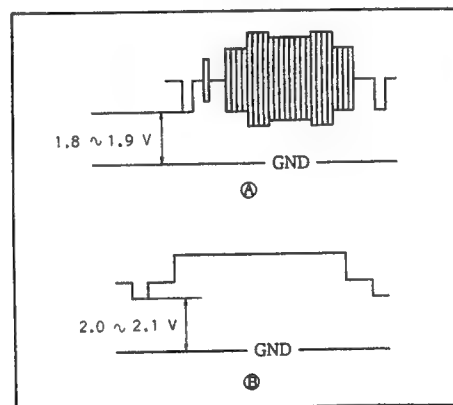 1.8 ∿ 1.9 V
GND
Ⓐ
2.0 ∿ 2.1 V
GND
Ⓑ